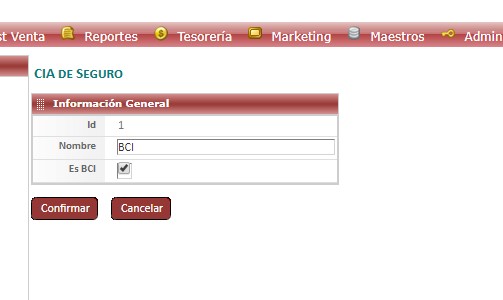 st Venta Reportes Tesorería Marketing Maestros Admin
CIA DE SEGURO
Información General
Id 1
Nombre BCI
Es BCI
Confirmar Cancelar